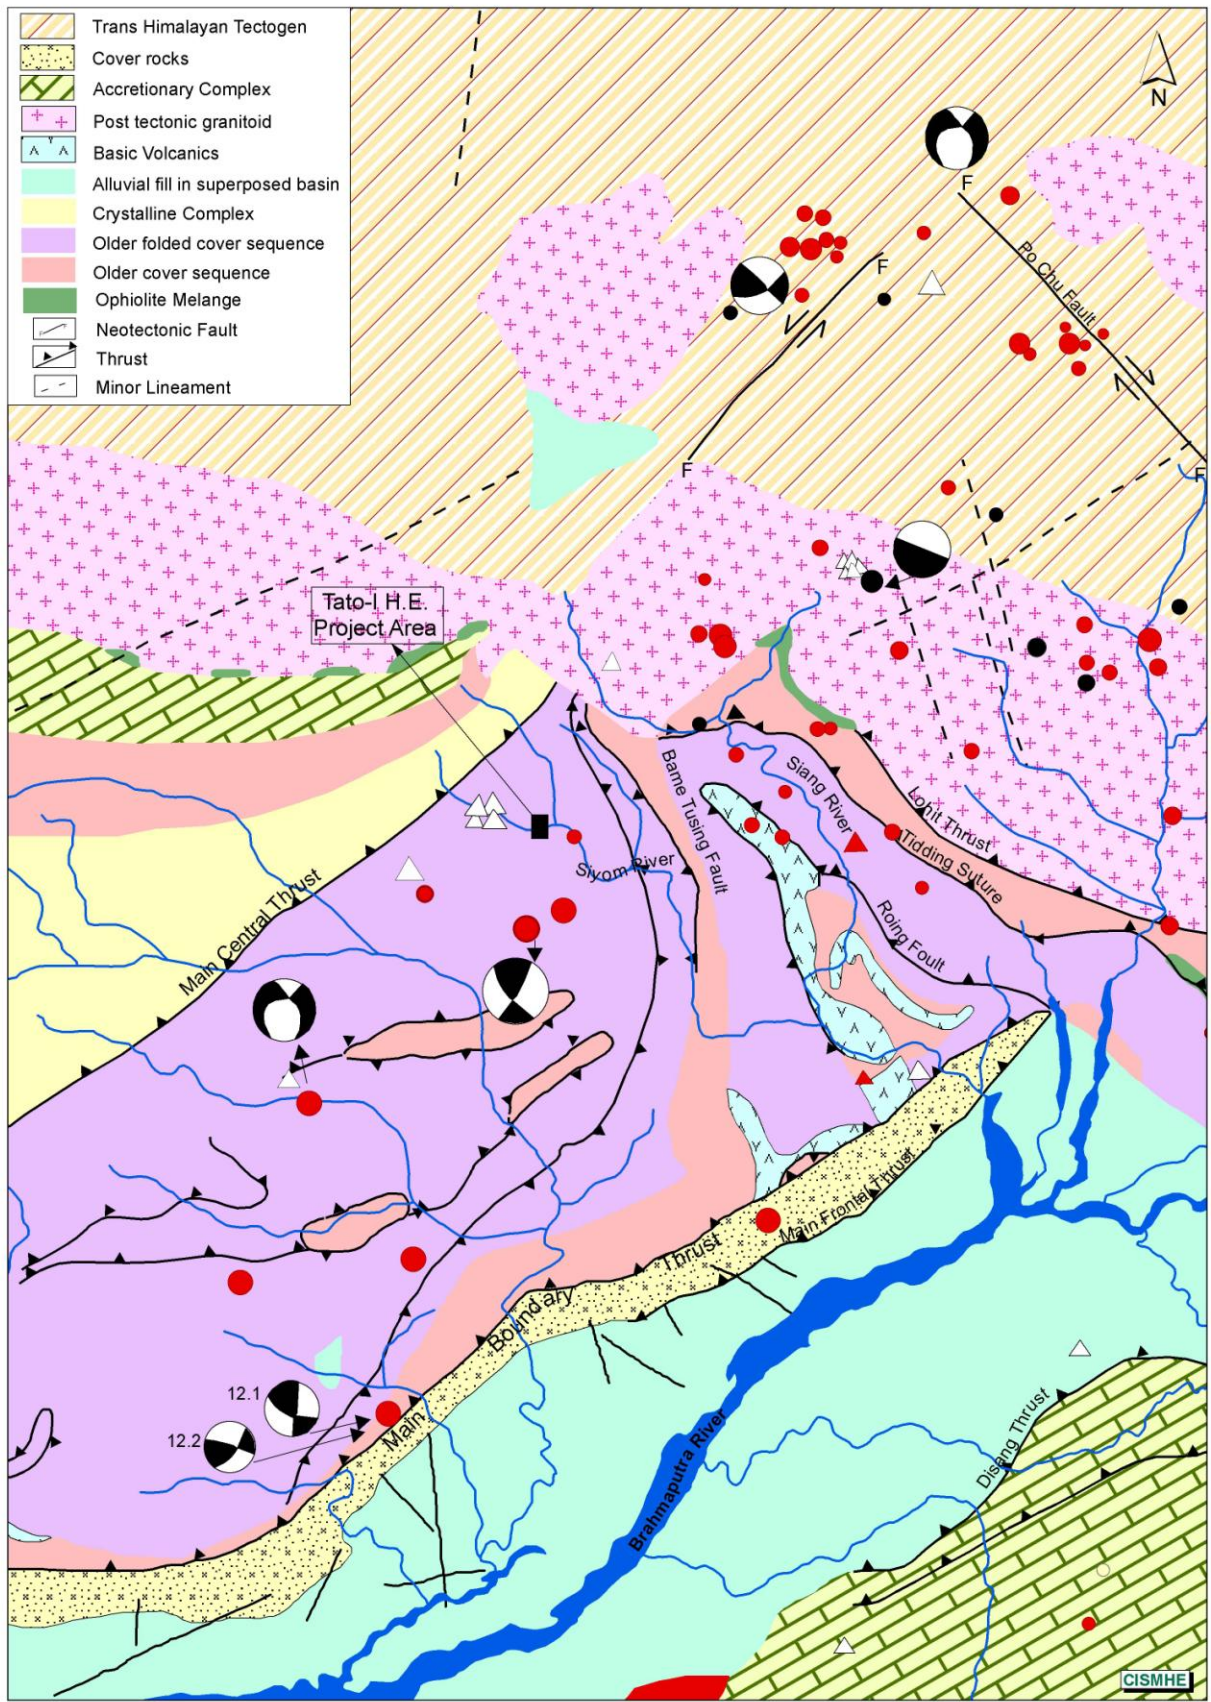 Trans Himalayan Tectogen
Cover rocks
Accretionary Complex
Post tectonic granitoid
Basic Volcanics
Alluvial fill in superposed basin
Crystalline Complex
Older folded cover sequence
Older cover sequence
Ophiolite Melange
Neotectonic Fault
Thrust
Minor Lineament
N
F
Po Chu Fault
F
F
F
Tato-I H.E.
Project Area
Bame Tusing Fault
Siang River
Lohit Thrust
Tidding Suture
Siyom River
Roing Foult
Main Central Thrust
Main Frontal Thrust
Main Boundary Thrust
12.1
12.2
Disang Thrust
Brahmaputra River
CISMHE